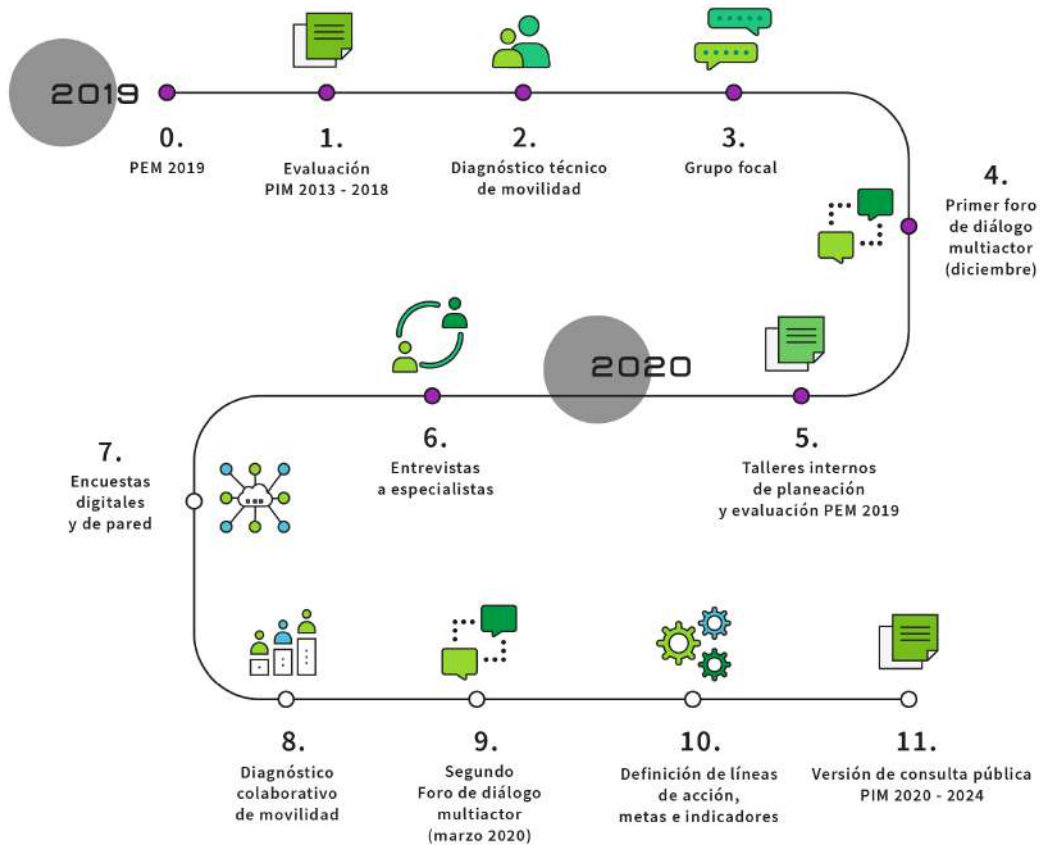 2019
0.
PEM 2019
1.
Evaluación
PIM 2013 - 2018
2.
Diagnóstico técnico
de movilidad
3.
Grupo focal
4.
Primer foro
de diálogo
multiactor
(diciembre)
2020
5.
Talleres internos
de planeación
y evaluación PEM 2019
6.
Entrevistas
a especialistas
7.
Encuestas
digitales
y de pared
8.
Diagnóstico
colaborativo
de movilidad
9.
Segundo
Foro de diálogo
multiactor
(marzo 2020)
10.
Definición de líneas
de acción,
metas e indicadores
11.
Versión de consulta pública
PIM 2020 - 2024